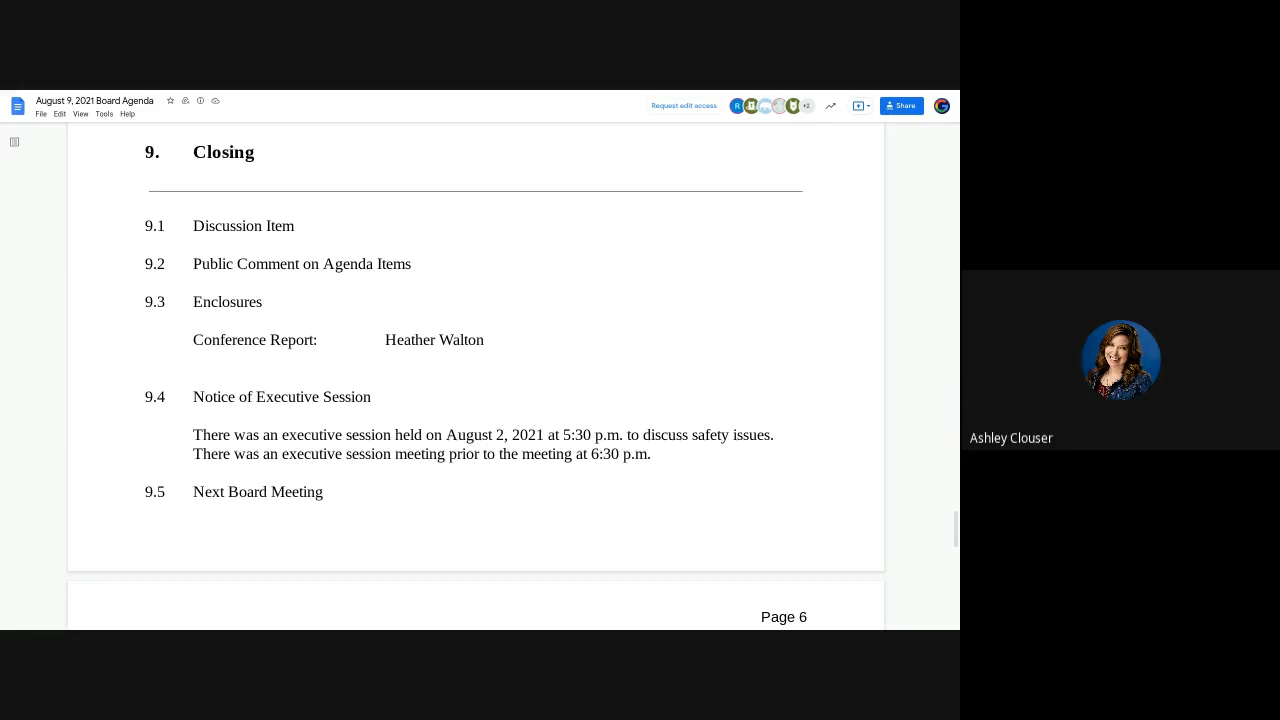 August 9, 2021 Board Agenda
File Edit View Tools Help
Request edit access
R
+2
Share
9. Closing
9.1 Discussion Item
9.2 Public Comment on Agenda Items
9.3 Enclosures
Conference Report: Heather Walton
9.4 Notice of Executive Session
There was an executive session held on August 2, 2021 at 5:30 p.m. to discuss safety issues.
There was an executive session meeting prior to the meeting at 6:30 p.m.
9.5 Next Board Meeting
Page 6
Ashley Clouser